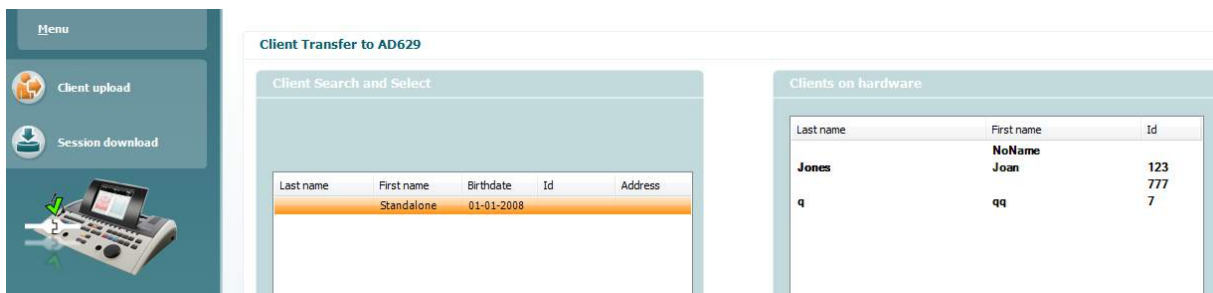 Menu
Client upload
Session download
Client Transfer to AD629
Client Search and Select
Last name First name Birthdate Id Address
Standalone 01-01-2008
Clients on hardware
Last name First name Id
NoName
Jones Joan 123
777
q qq 7